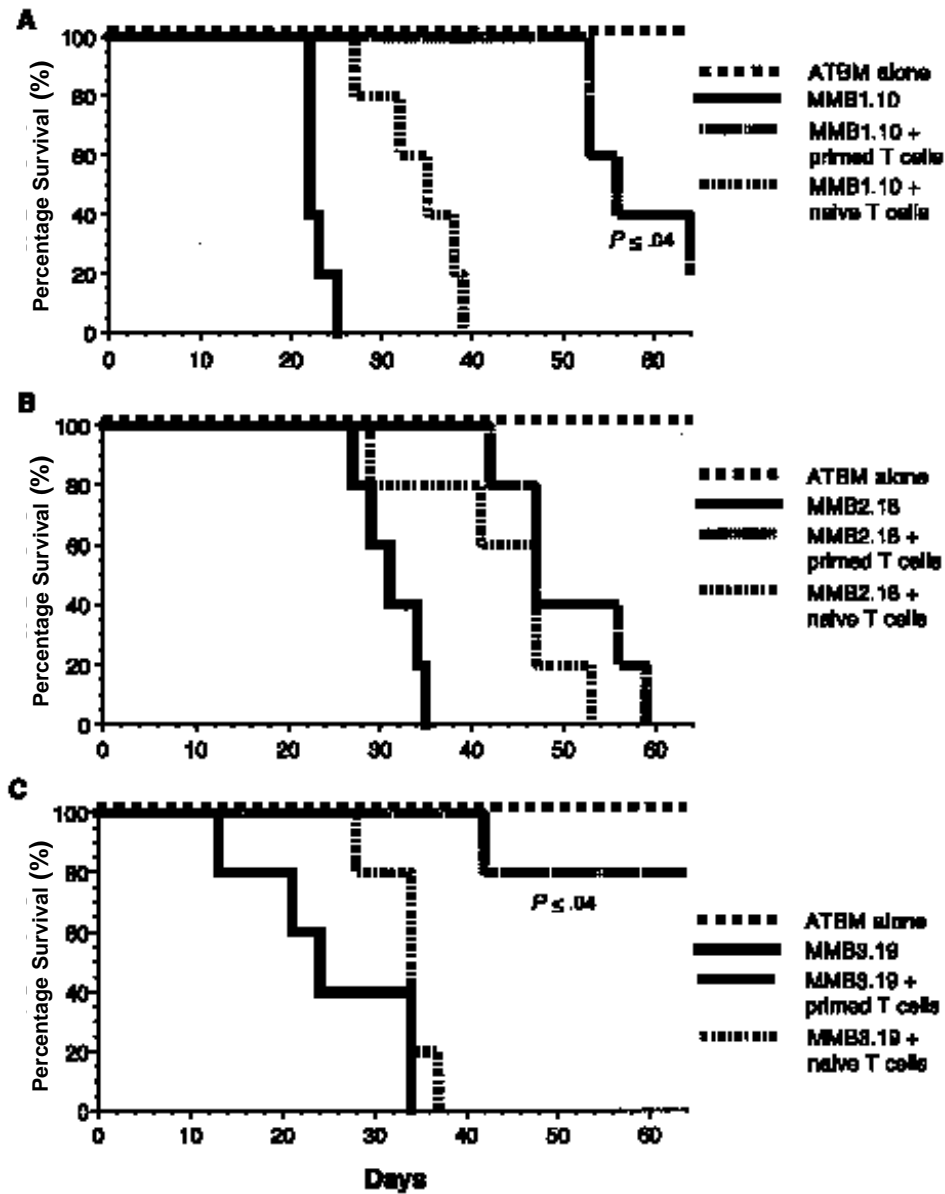 A
Percentage Survival (%)
100
80
60
40
20
0
0 10 20 30 40 50 60
P ≤ .04
ATBM alone
MMB1.10
MMB1.10 +
primed T cells
MMB1.10 +
naive T cells
B
Percentage Survival (%)
100
80
60
40
20
0
0 10 20 30 40 50 60
ATBM alone
MMB2.18
MMB2.18 +
primed T cells
MMB2.18 +
naive T cells
C
Percentage Survival (%)
100
80
60
40
20
0
0 10 20 30 40 50 60
P ≤ .04
ATBM alone
MMB3.19
MMB3.19 +
primed T cells
MMB3.19 +
naive T cells
Days